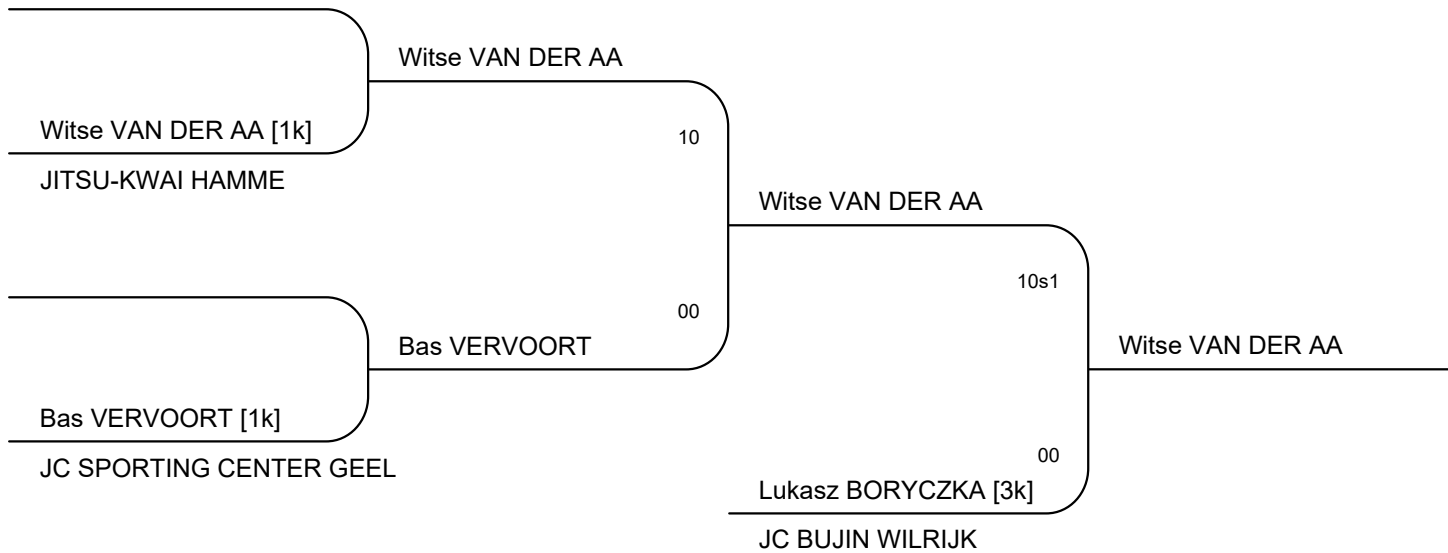 Witse VAN DER AA
Witse VAN DER AA [1k]
10
JITSU-KWAI HAMME
Witse VAN DER AA
10s1
00
Bas VERVOORT
Witse VAN DER AA
Bas VERVOORT [1k]
00
JC SPORTING CENTER GEEL
Lukasz BORYCZKA [3k]
JC BUJIN WILRIJK